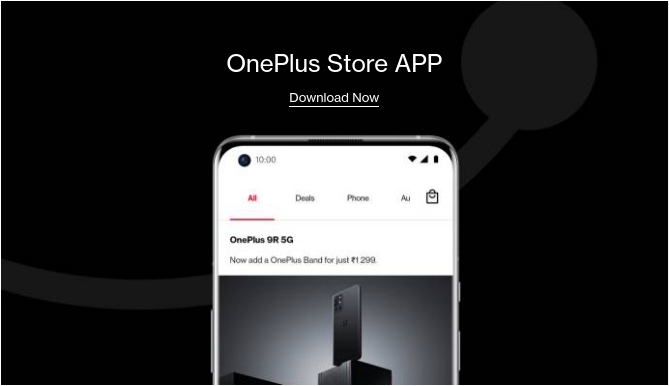 OnePlus Store APP
Download Now
10:00
All Deals Phone Au
OnePlus 9R 5G
Now add a OnePlus Band for just ₹1 299.